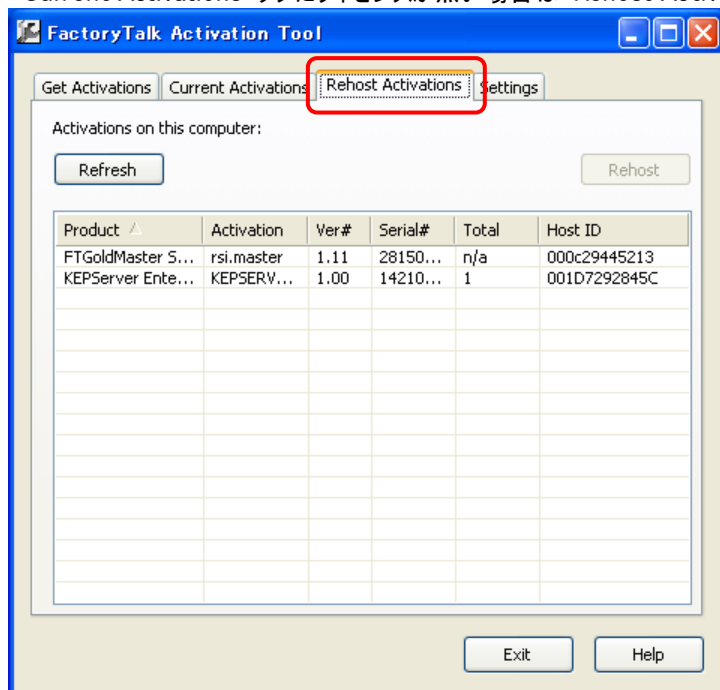 FactoryTalk Activation Tool
Get Activations Current Activations Rehost Activations Settings
Activations on this computer:
Refresh Rehost
Product Activation Ver# Serial# Total Host ID
FTGoldMaster S... rsi.master 1.11 28150... n/a 000c29445213
KEPServer Ente... KEPSERV... 1.00 14210... 1 001D7292845C
Exit Help